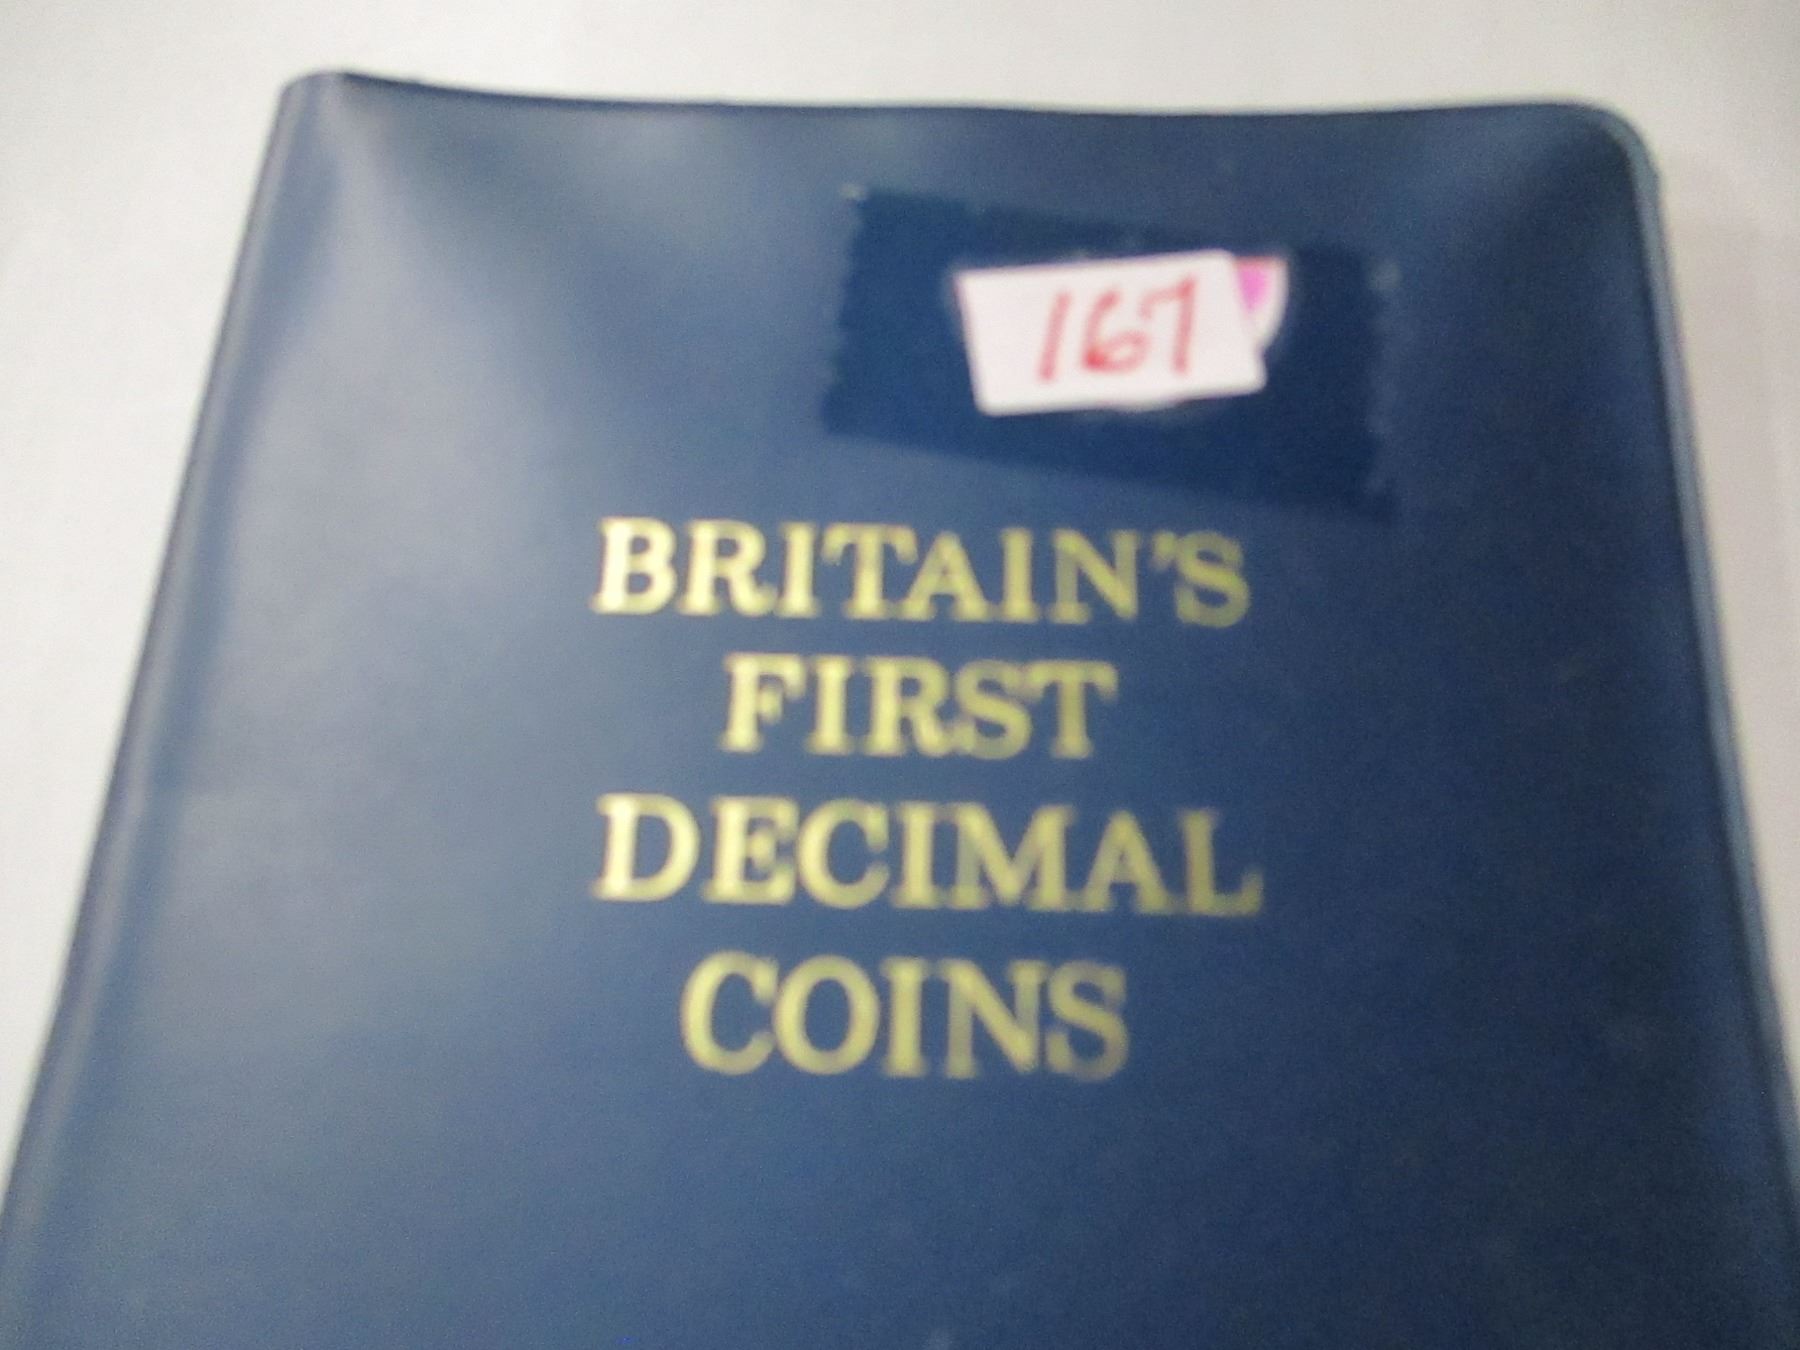 167
BRITAIN'S
FIRST
DECIMAL
COINS